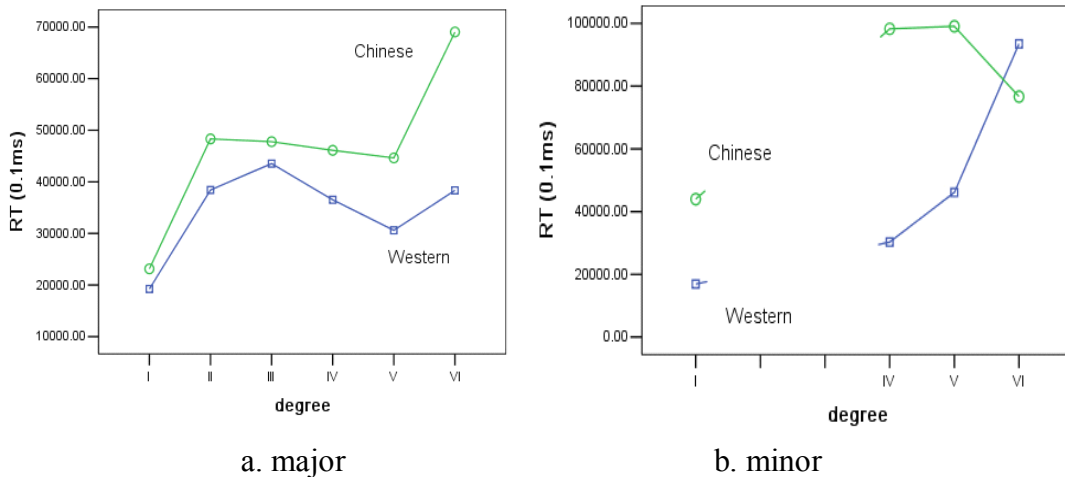 70000.00
60000.00
50000.00
40000.00
30000.00
20000.00
10000.00
RT (0.1ms)
Chinese
Western
I II III IV V VI
degree
a. major
100000.00
80000.00
60000.00
40000.00
20000.00
0.00
RT (0.1ms)
Chinese
Western
I IV V VI
degree
b. minor